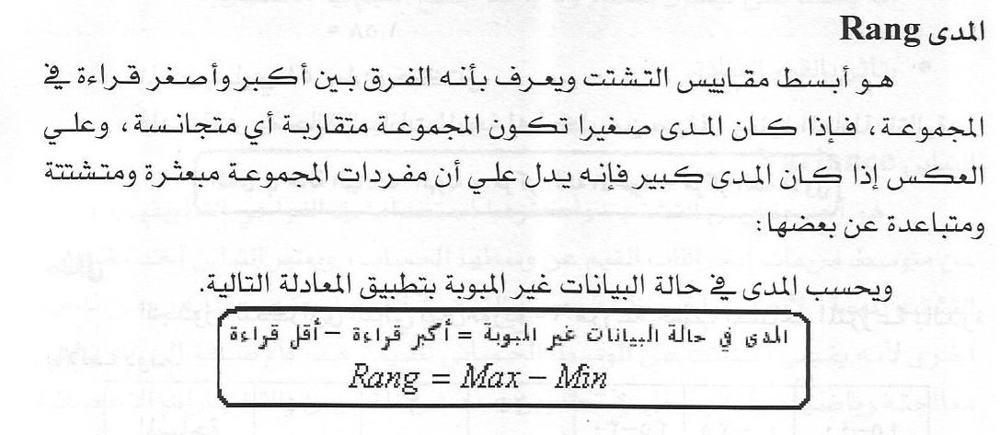 المدى Rang
هو أبسط مقاييس التشتت ويعرف بأنه الفرق بين أكبر وأصغر قراءة في
المجموعة، فإذا كان المدى صغيرا تكون المجموعة متقاربة أي متجانسة، وعلي
العكس إذا كان المدى كبير فإنه يدل علي أن مفردات المجموعة مبعثرة ومتشتتة
ومتباعدة عن بعضها:
ويحسب المدى في حالة البيانات غير المبوبة بتطبيق المعادلة التالية.
المدى في حالة البيانات غير المبوبة = أكبر قراءة - أقل قراءة
Rang = Max – Min